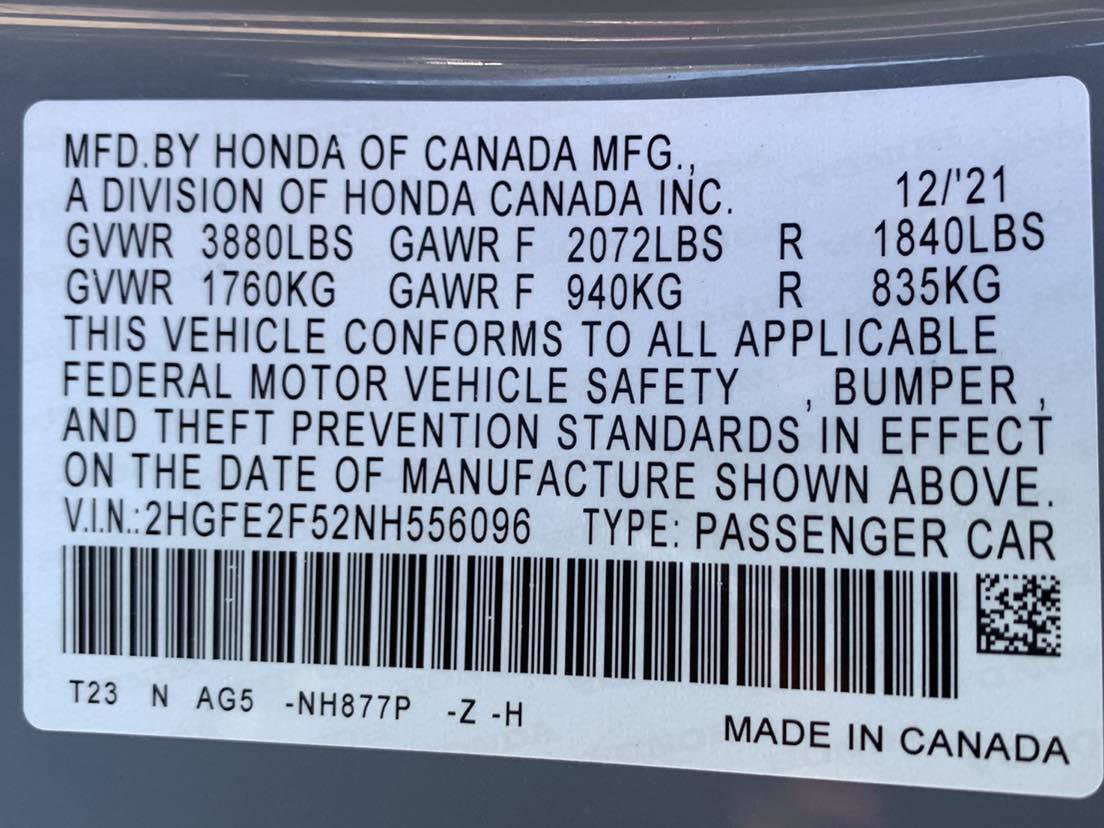 MFD.BY HONDA OF CANADA MFG.,
A DIVISION OF HONDA CANADA INC. 12/'21
GVWR 3880LBS GAWR F 2072LBS R 1840LBS
GVWR 1760KG GAWR F 940KG R 835KG
THIS VEHICLE CONFORMS TO ALL APPLICABLE
FEDERAL MOTOR VEHICLE SAFETY , BUMPER ,
AND THEFT PREVENTION STANDARDS IN EFFECT
ON THE DATE OF MANUFACTURE SHOWN ABOVE.
V.I.N.:2HGFE2F52NH556096 TYPE: PASSENGER CAR
T23 N AG5 -NH877P -Z -H
MADE IN CANADA